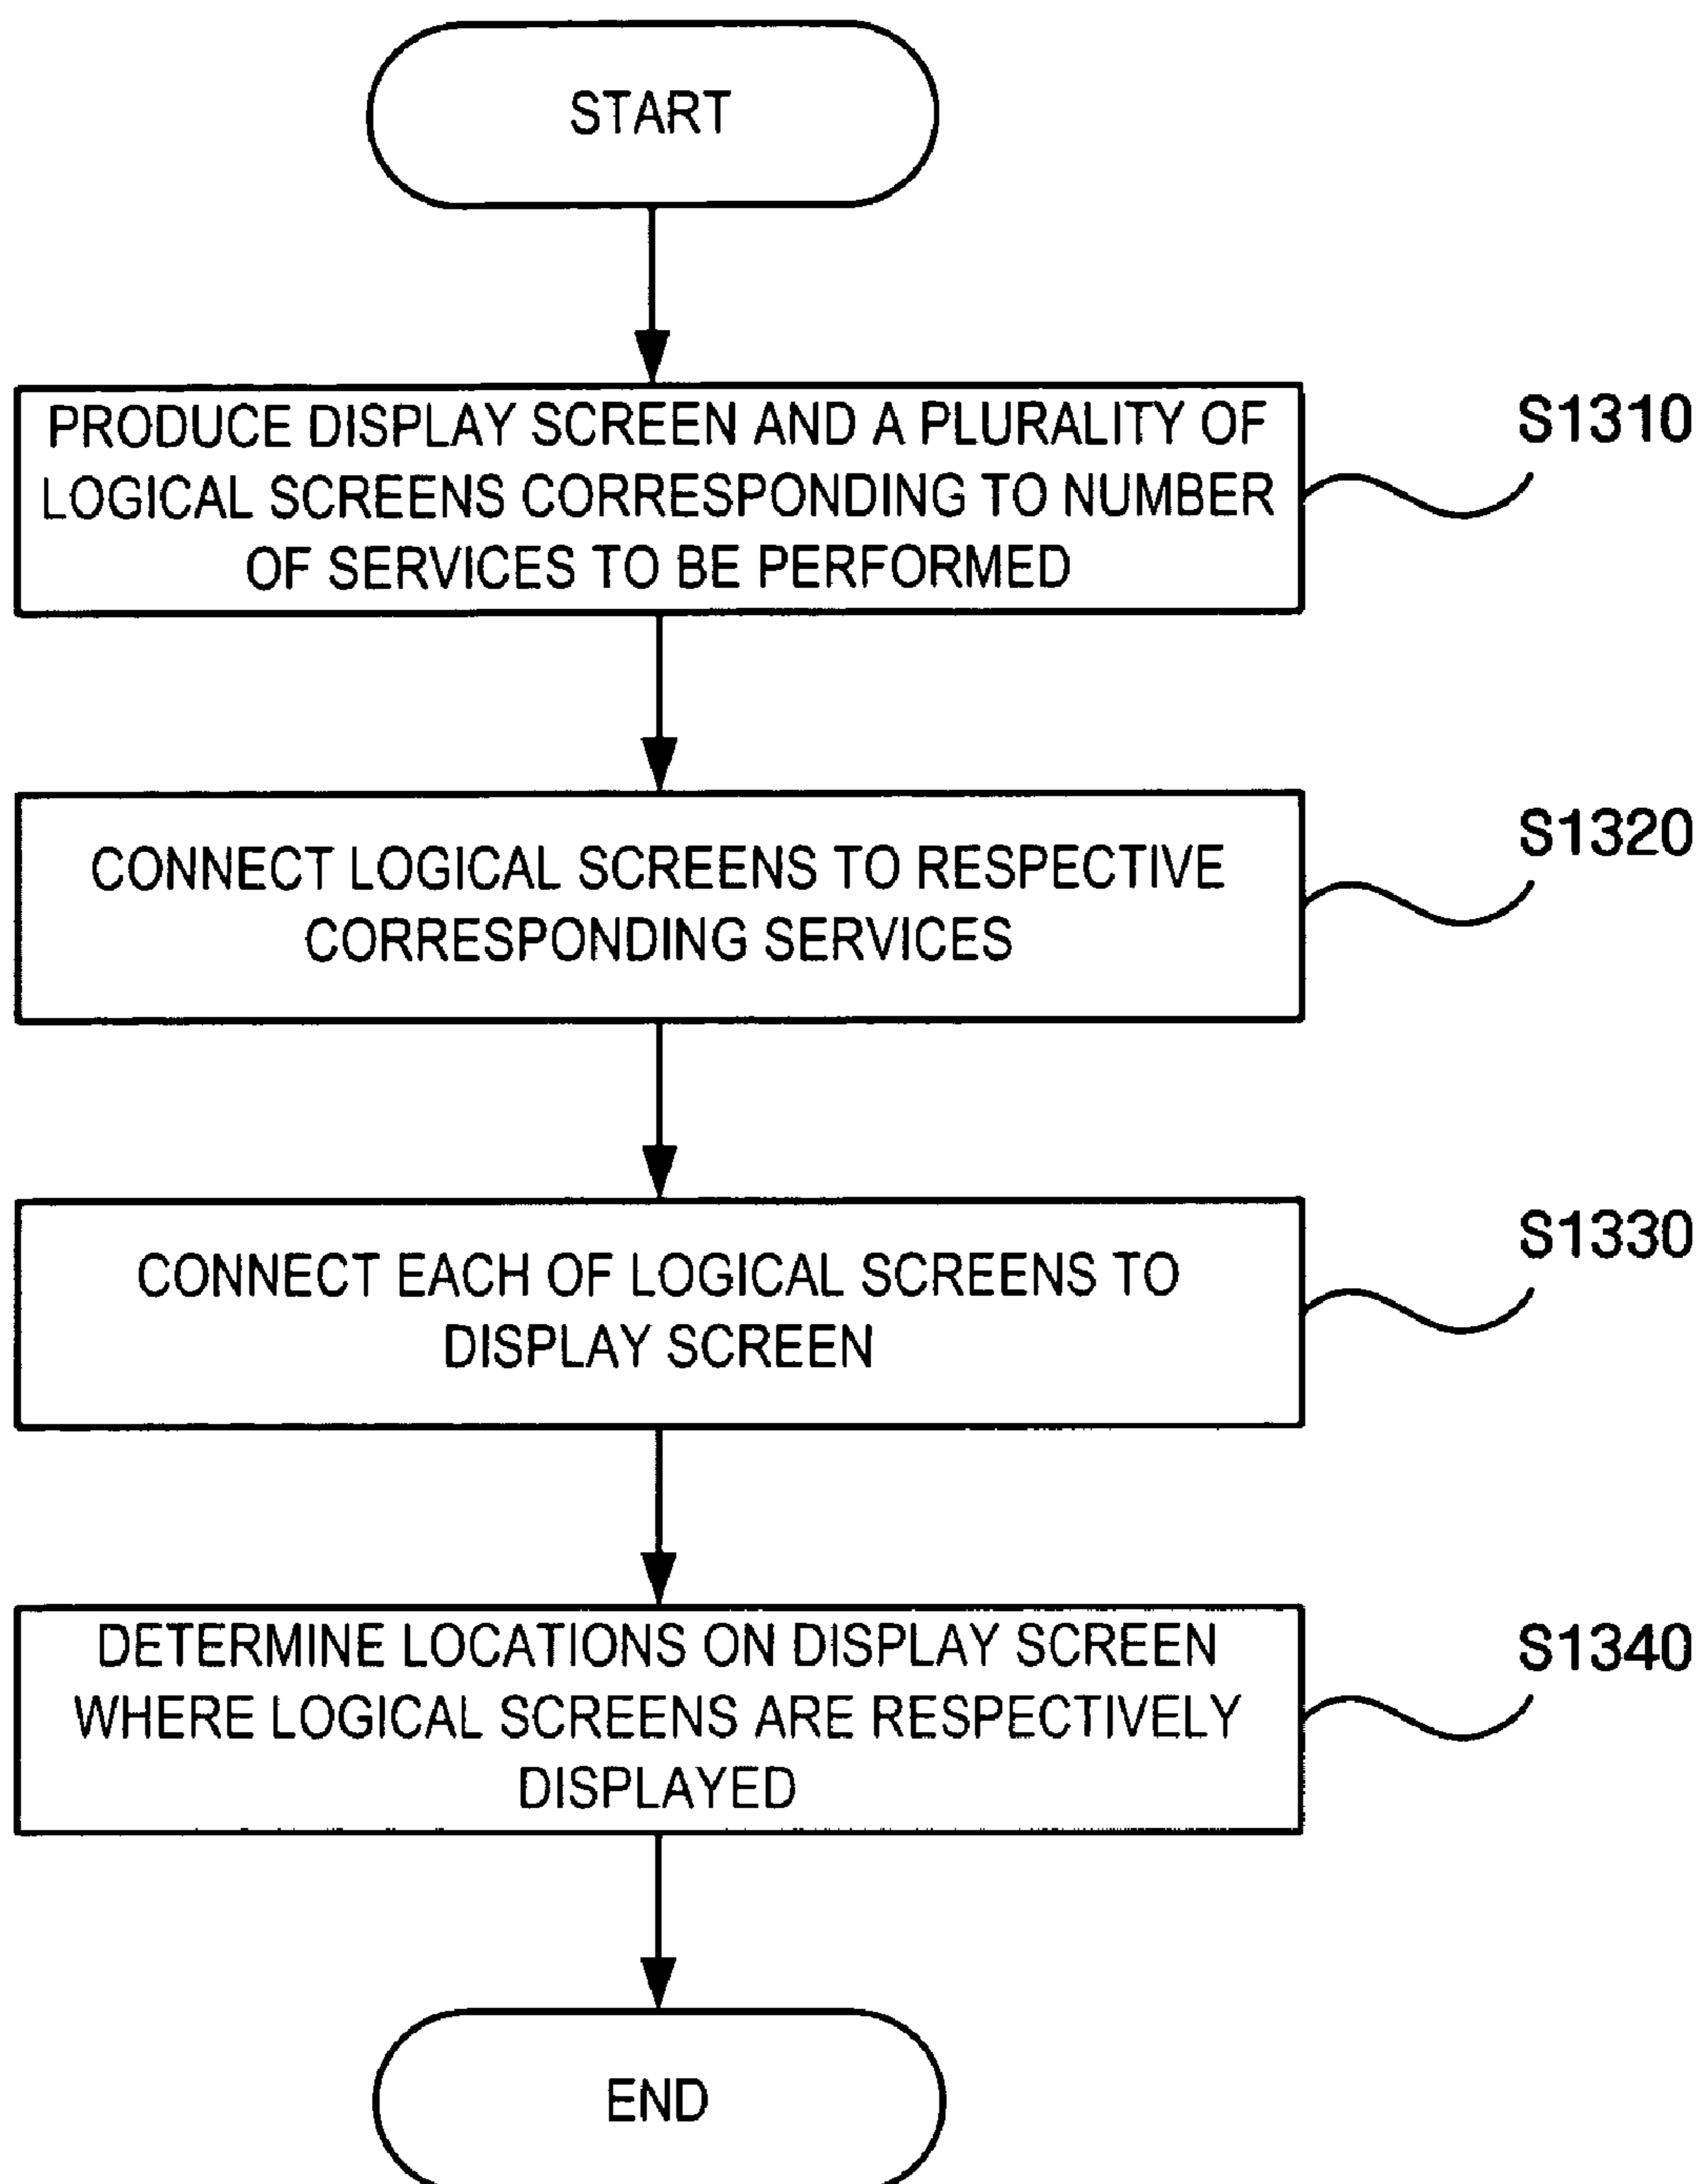 START
PRODUCE DISPLAY SCREEN AND A PLURALITY OF
LOGICAL SCREENS CORRESPONDING TO NUMBER
OF SERVICES TO BE PERFORMED
S1310
CONNECT LOGICAL SCREENS TO RESPECTIVE
CORRESPONDING SERVICES
S1320
CONNECT EACH OF LOGICAL SCREENS TO
DISPLAY SCREEN
S1330
DETERMINE LOCATIONS ON DISPLAY SCREEN
WHERE LOGICAL SCREENS ARE RESPECTIVELY
DISPLAYED
S1340
END